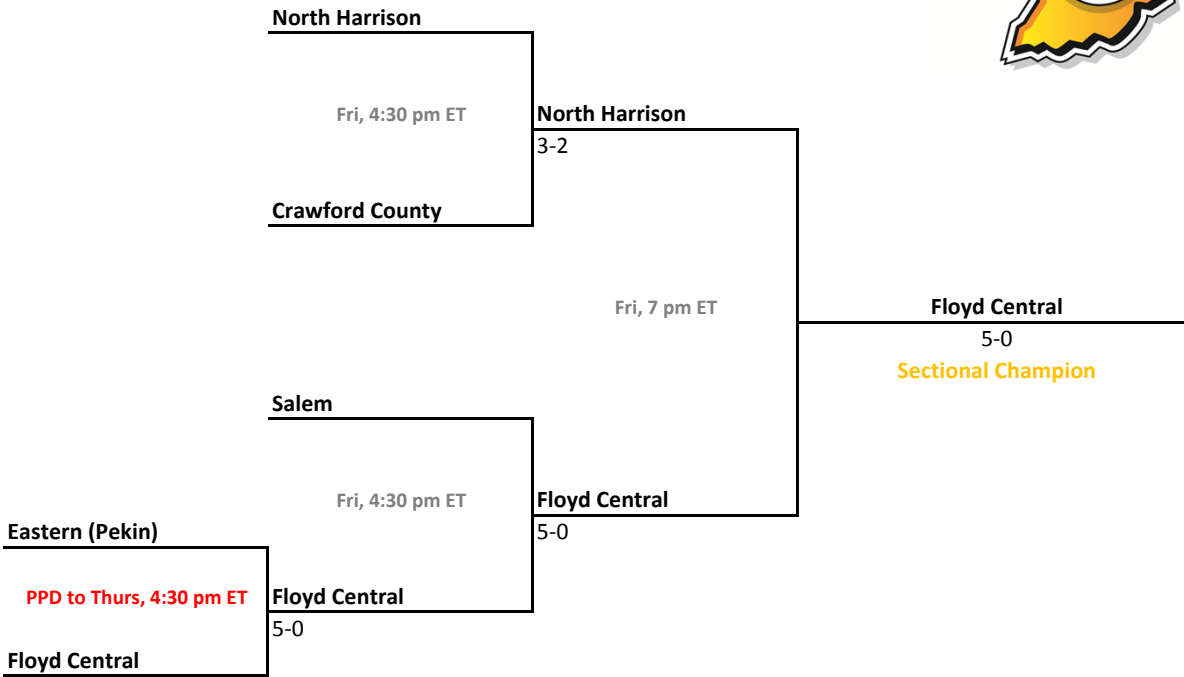 North Harrison
Fri, 4:30 pm ET
North Harrison
3-2
Crawford County
Fri, 7 pm ET
Floyd Central
5-0
Sectional Champion
Salem
Fri, 4:30 pm ET
Floyd Central
5-0
Eastern (Pekin)
PPD to Thurs, 4:30 pm ET
Floyd Central
5-0
Floyd Central